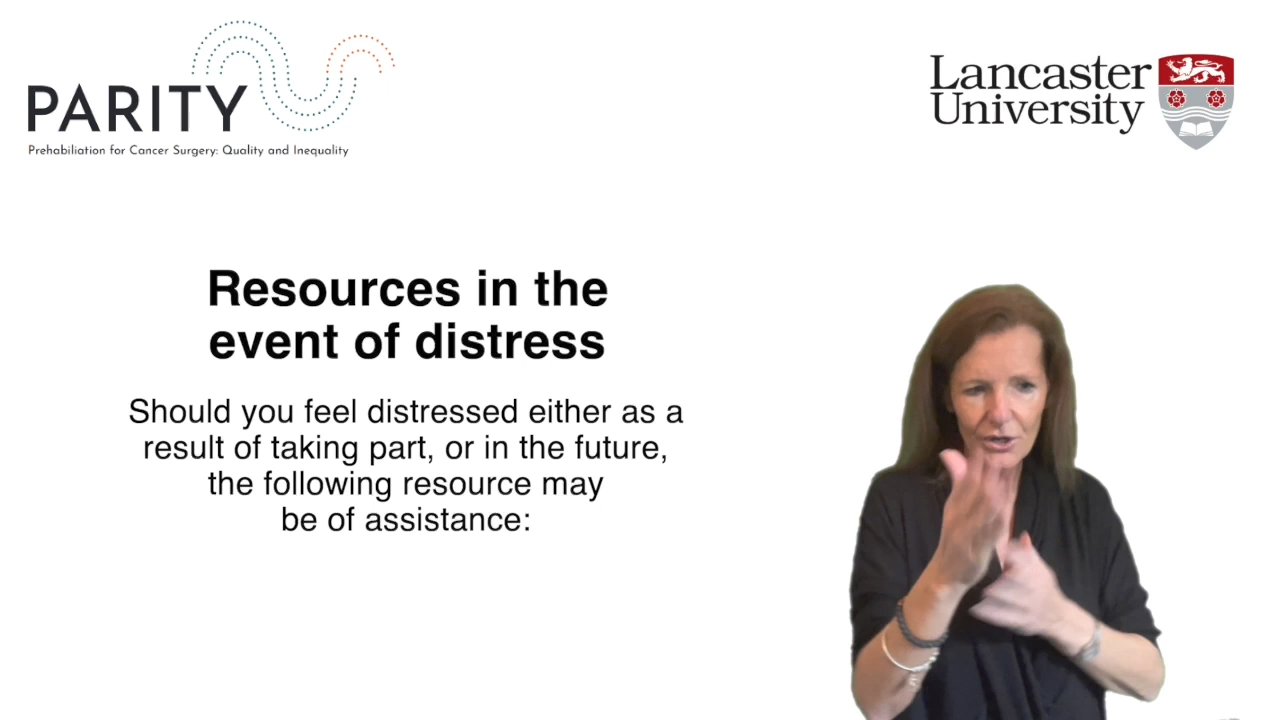 PARITY
Prehabiliation for Cancer Surgery: Quality and Inequality
Lancaster
University
Resources in the
event of distress
Should you feel distressed either as a
result of taking part, or in the future,
the following resource may
be of assistance: